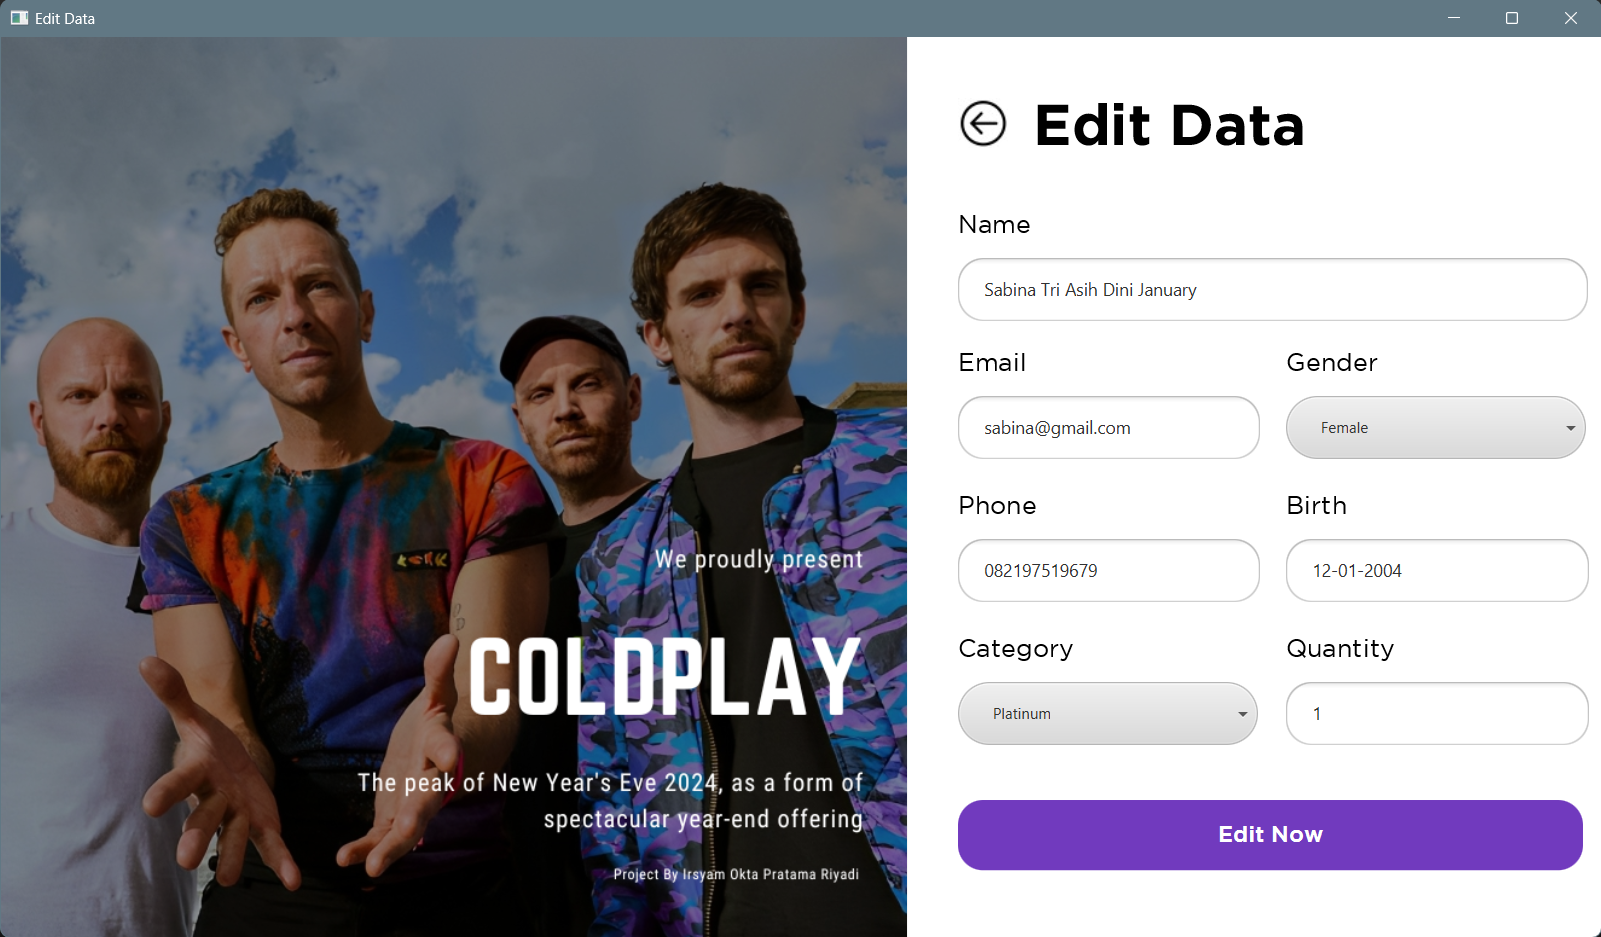 Edit Data
We proudly present
COLDPLAY
The peak of New Year's Eve 2024, as a form of
spectacular year-end offering
Project By Irsyam Okta Pratama Riyadi
Edit Data
Name
Sabina Tri Asih Dini January
Email
Gender
sabina@gmail.com
Female
Phone
Birth
082197519679
12-01-2004
Category
Quantity
Platinum
1
Edit Now